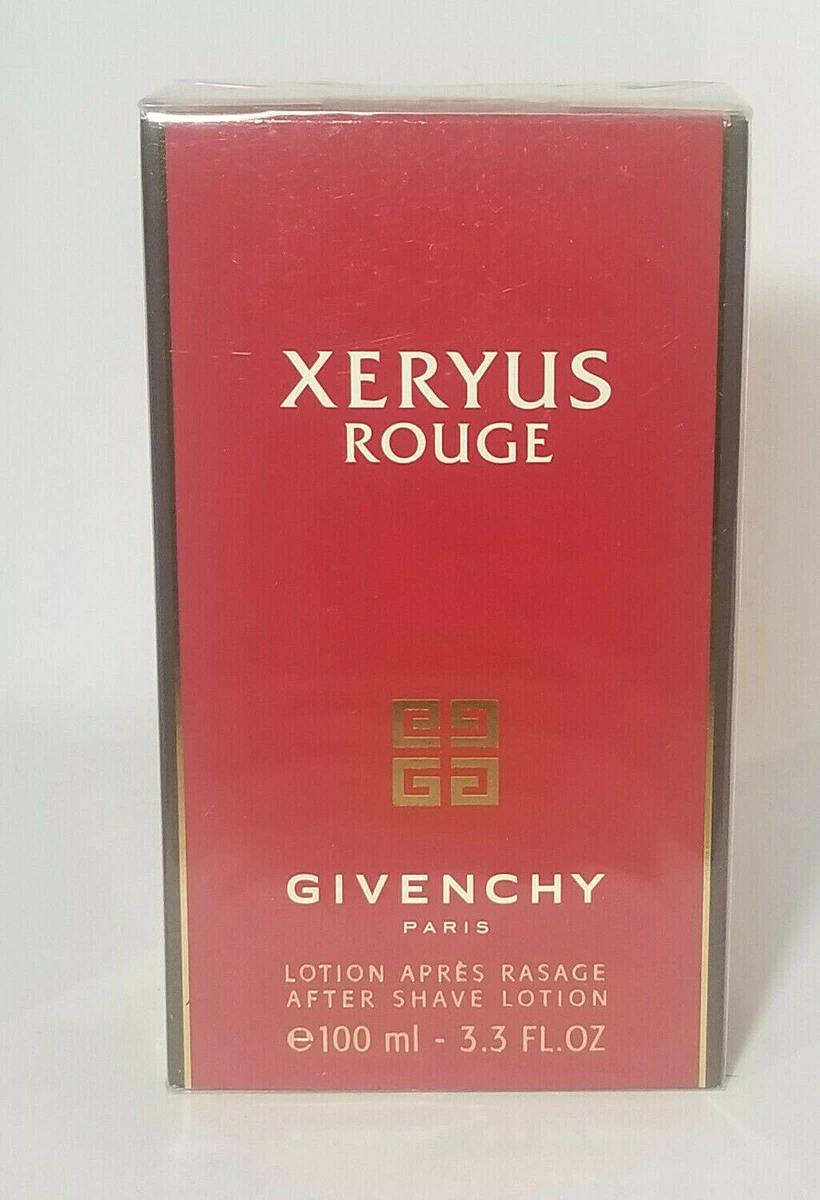 XERYUS
ROUGE
GIVENCHY
PARIS
LOTION APRÈS RASAGE
AFTER SHAVE LOTION
℮100 ml - 3.3 FL.OZ